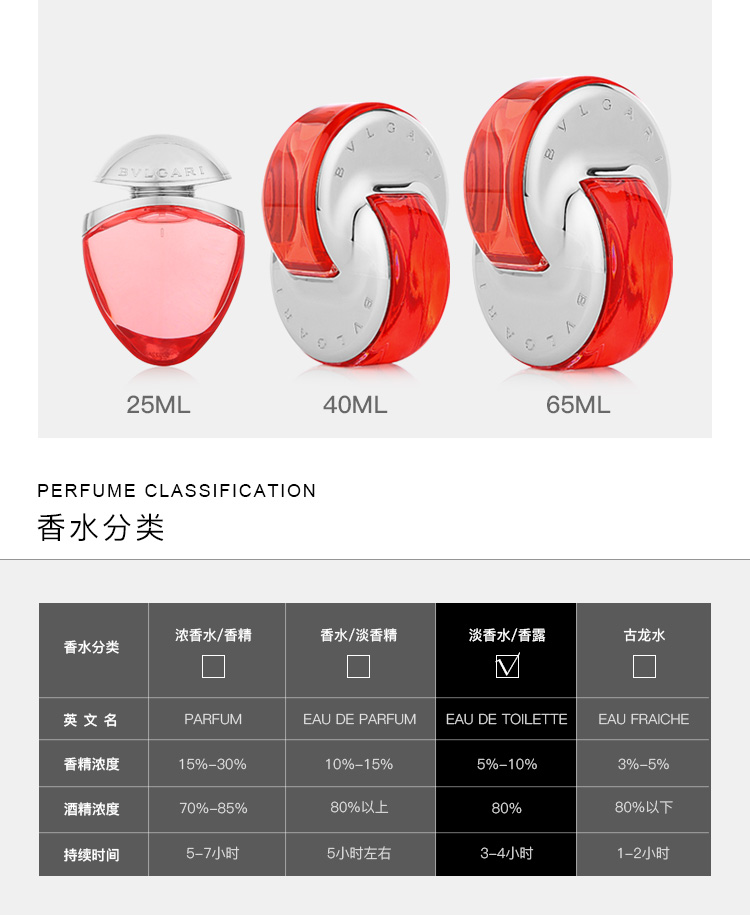 BVLGARI
BVLGARI
BVLGARI
BVLGARI
BVLGARI
25ML
40ML
65ML
PERFUME CLASSIFICATION
香水分类
香水分类 浓香水/香精 香水/淡香精 淡香水/香露 古龙水
英文名 PARFUM EAU DE PARFUM EAU DE TOILETTE EAU FRAICHE
香精浓度 15%-30% 10%-15% 5%-10% 3%-5%
酒精浓度 70%-85% 80%以上 80% 80%以下
持续时间 5-7小时 5小时左右 3-4小时 1-2小时